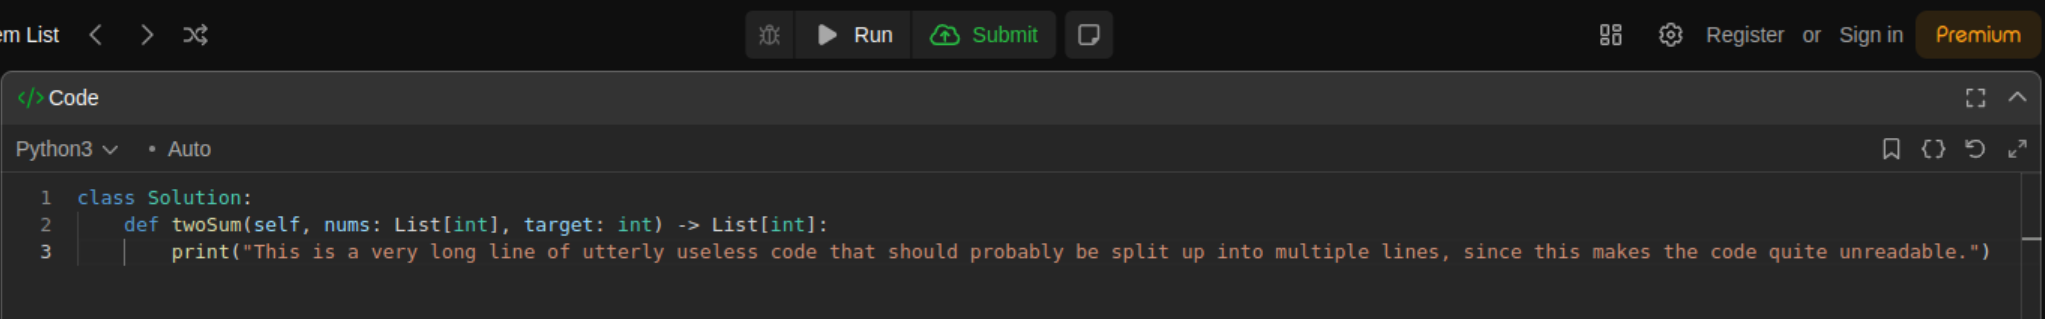 em List Run Submit Register or Sign in Premium
</> Code
Python3 • Auto {}
1 class Solution:
2     def twoSum(self, nums: List[int], target: int) -> List[int]:
3         print("This is a very long line of utterly useless code that should probably be split up into multiple lines, since this makes the code quite unreadable.")